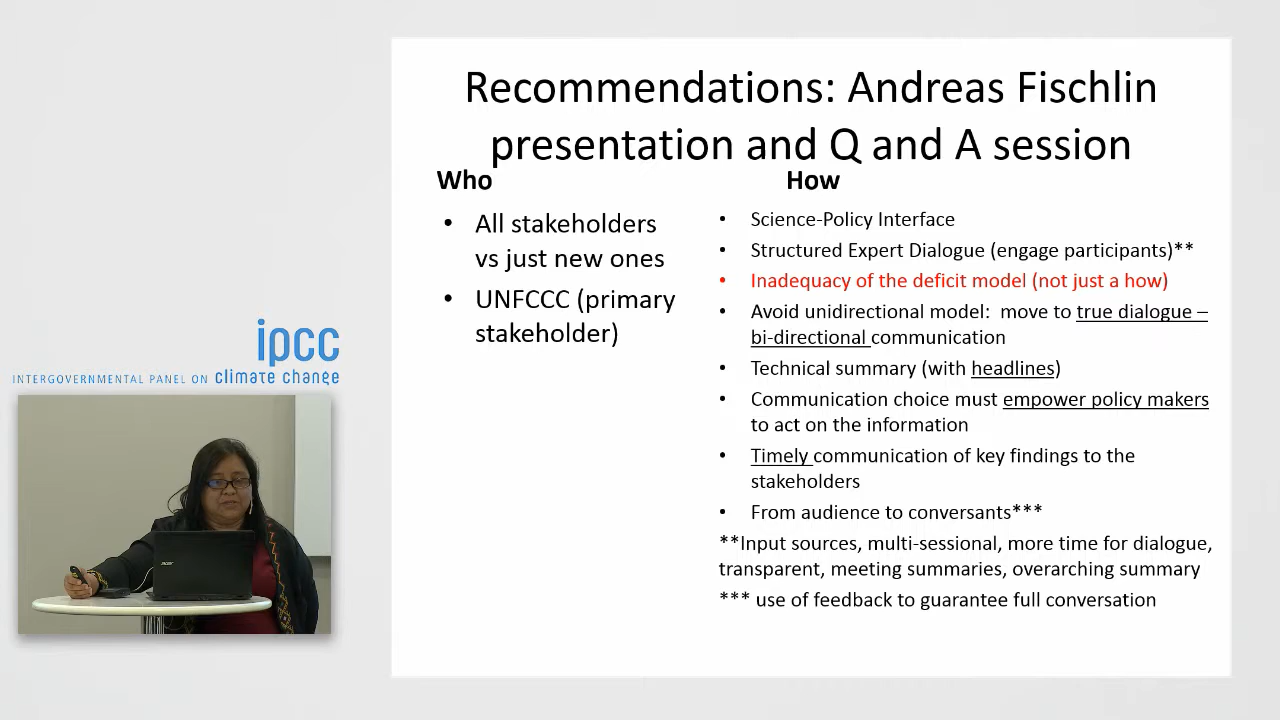 Recommendations: Andreas Fischlin
presentation and Q and A session
Who
• All stakeholders
vs just new ones
• UNFCCC (primary
stakeholder)
How
• Science-Policy Interface
• Structured Expert Dialogue (engage participants)**
• Inadequacy of the deficit model (not just a how)
• Avoid unidirectional model: move to true dialogue –
bi-directional communication
• Technical summary (with headlines)
• Communication choice must empower policy makers
to act on the information
• Timely communication of key findings to the
stakeholders
• From audience to conversants***
**Input sources, multi-sessional, more time for dialogue,
transparent, meeting summaries, overarching summary
*** use of feedback to guarantee full conversation
ipcc
INTERGOVERNMENTAL PANEL ON climate change
acer